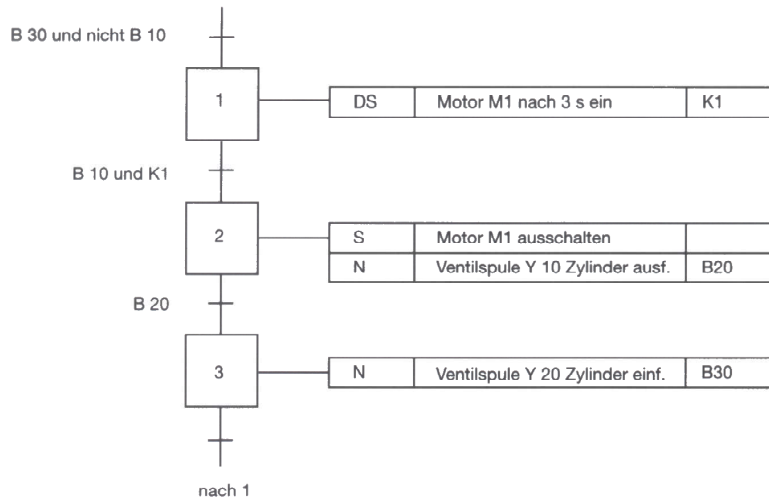 B 30 und nicht B 10
1
DS Motor M1 nach 3 s ein K1
B 10 und K1
2
S Motor M1 ausschalten
N Ventilspule Y 10 Zylinder ausf. B20
B 20
3
N Ventilspule Y 20 Zylinder einf. B30
nach 1